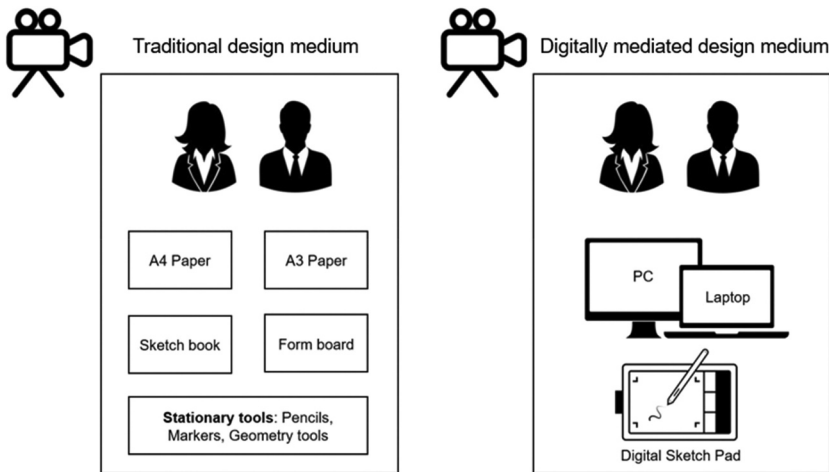 Traditional design medium
Digitally mediated design medium
A4 Paper
A3 Paper
Sketch book
Form board
Stationary tools: Pencils,
Markers, Geometry tools
PC
Laptop
Digital Sketch Pad